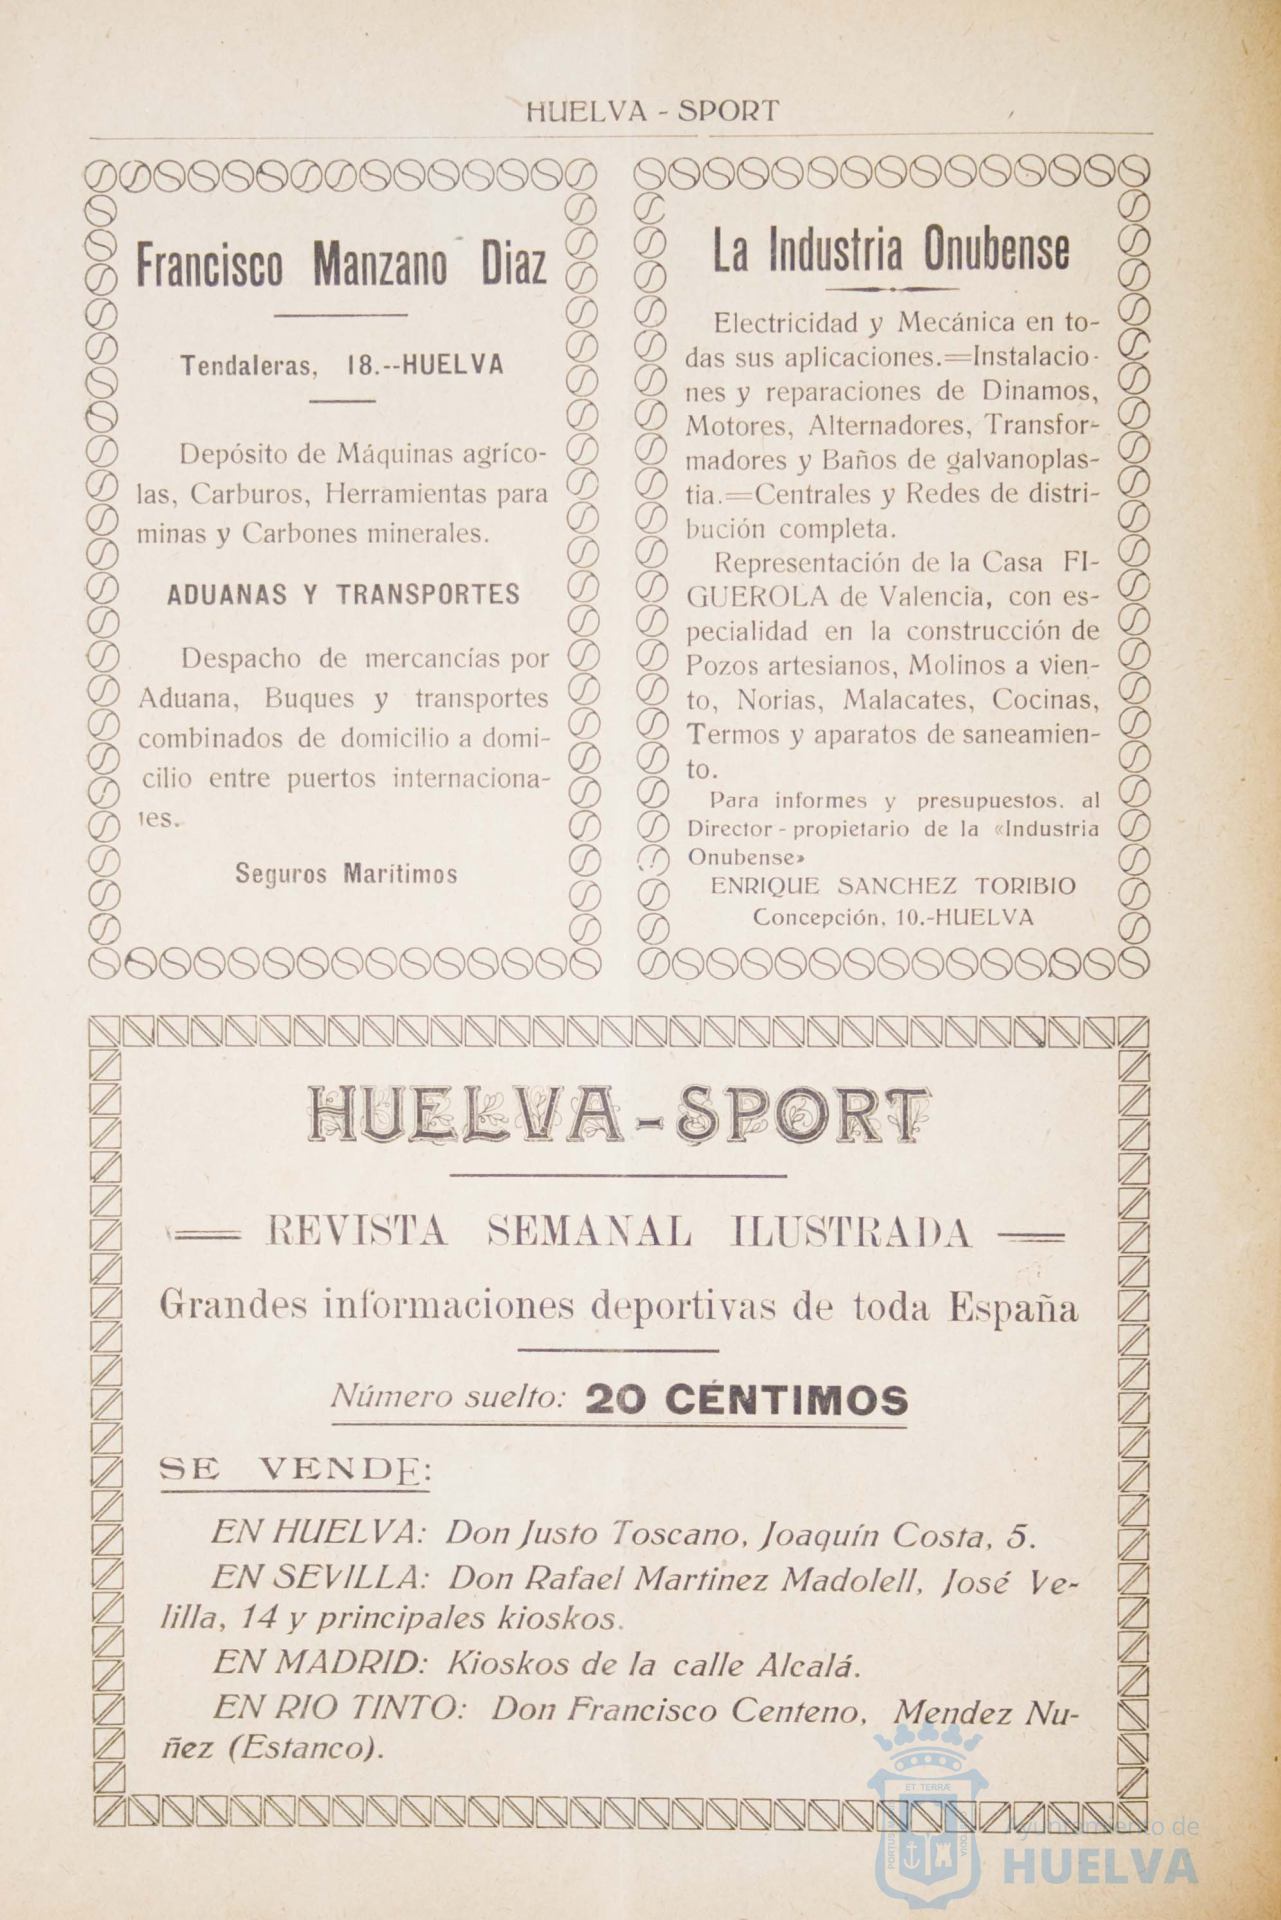 HUELVA - SPORT
Francisco Manzano Diaz
Tendaleras, 18.--HUELVA
Depósito de Máquinas agríco-
las, Carburos, Herramientas para
minas y Carbones minerales.
ADUANAS Y TRANSPORTES
Despacho de mercancías por
Aduana, Buques y transportes
combinados de domicilio a domi-
cilio entre puertos internaciona-
les.
Seguros Marítimos
La Industria Onubense
Electricidad y Mecánica en to-
das sus aplicaciones.=Instalacio-
nes y reparaciones de Dinamos,
Motores, Alternadores, Transfor-
madores y Baños de galvanoplas-
tia.=Centrales y Redes de distri-
bución completa.
Representación de la Casa FI-
GUEROLA de Valencia, con es-
pecialidad en la construcción de
Pozos artesianos, Molinos a vien-
to, Norias, Malacates, Cocinas,
Termos y aparatos de saneamien-
to.
Para informes y presupuestos. al
Director - propietario de la «Industria
Onubense»
ENRIQUE SANCHEZ TORIBIO
Concepción, 10.-HUELVA
HUELVA-SPORT
REVISTA SEMANAL ILUSTRADA
Grandes informaciones deportivas de toda España
Número suelto: 20 CÉNTIMOS
SE VENDE:
EN HUELVA: Don Justo Toscano, Joaquín Costa, 5.
EN SEVILLA: Don Rafael Martinez Madolell, José Ve-
lilla, 14 y principales kioskos.
EN MADRID: Kioskos de la calle Alcalá.
EN RIO TINTO: Don Francisco Centeno, Mendez Nu-
ñez (Estanco).
ET TERRÆ
PORTUS
CUSTODIA
Ayuntamiento de
HUELVA